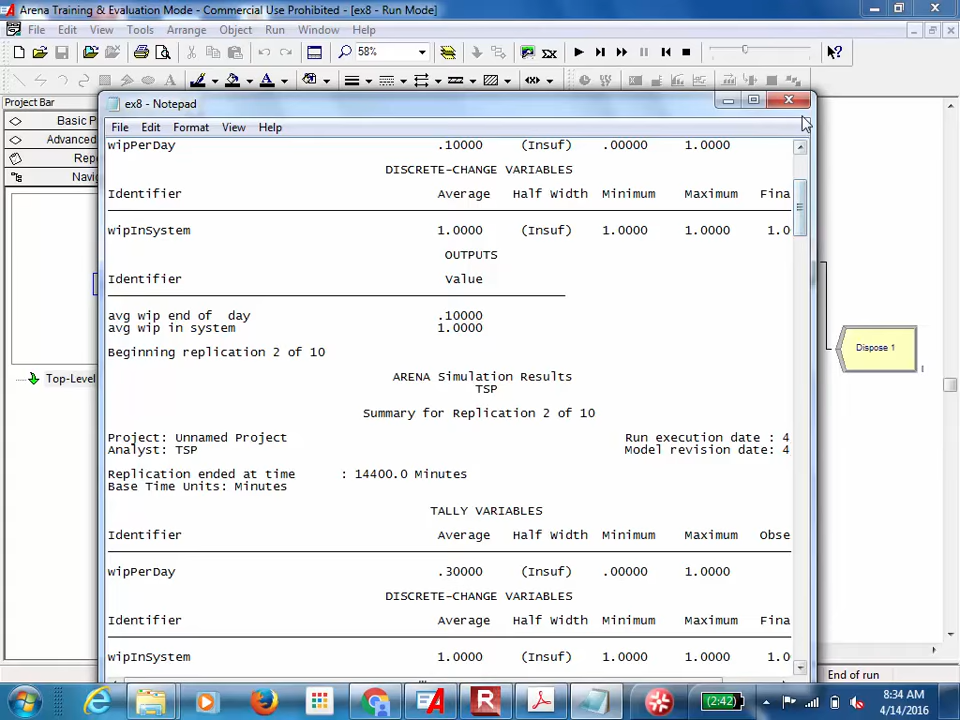 Arena Training & Evaluation Mode - Commercial Use Prohibited - [ex8 - Run Mode]
File Edit View Tools Arrange Object Run Window Help
58%
Project Bar
Basic P
Advanced
Repo
Navig
Top-Level
ex8 - Notepad
File Edit Format View Help
wipPerDay .10000 (Insuf) .00000 1.0000
DISCRETE-CHANGE VARIABLES
Identifier Average Half Width Minimum Maximum Fina
wipInSystem 1.0000 (Insuf) 1.0000 1.0000 1.0
OUTPUTS
Identifier Value
avg wip end of day .10000
avg wip in system 1.0000
Beginning replication 2 of 10
ARENA Simulation Results
TSP
Summary for Replication 2 of 10
Project: Unnamed Project Run execution date : 4
Analyst: TSP Model revision date: 4
Replication ended at time : 14400.0 Minutes
Base Time Units: Minutes
TALLY VARIABLES
Identifier Average Half Width Minimum Maximum Obse
wipPerDay .30000 (Insuf) .00000 1.0000
DISCRETE-CHANGE VARIABLES
Identifier Average Half Width Minimum Maximum Fina
wipInSystem 1.0000 (Insuf) 1.0000 1.0000 1.0
Dispose 1
End of run
(2:42)
8:34 AM
4/14/2016